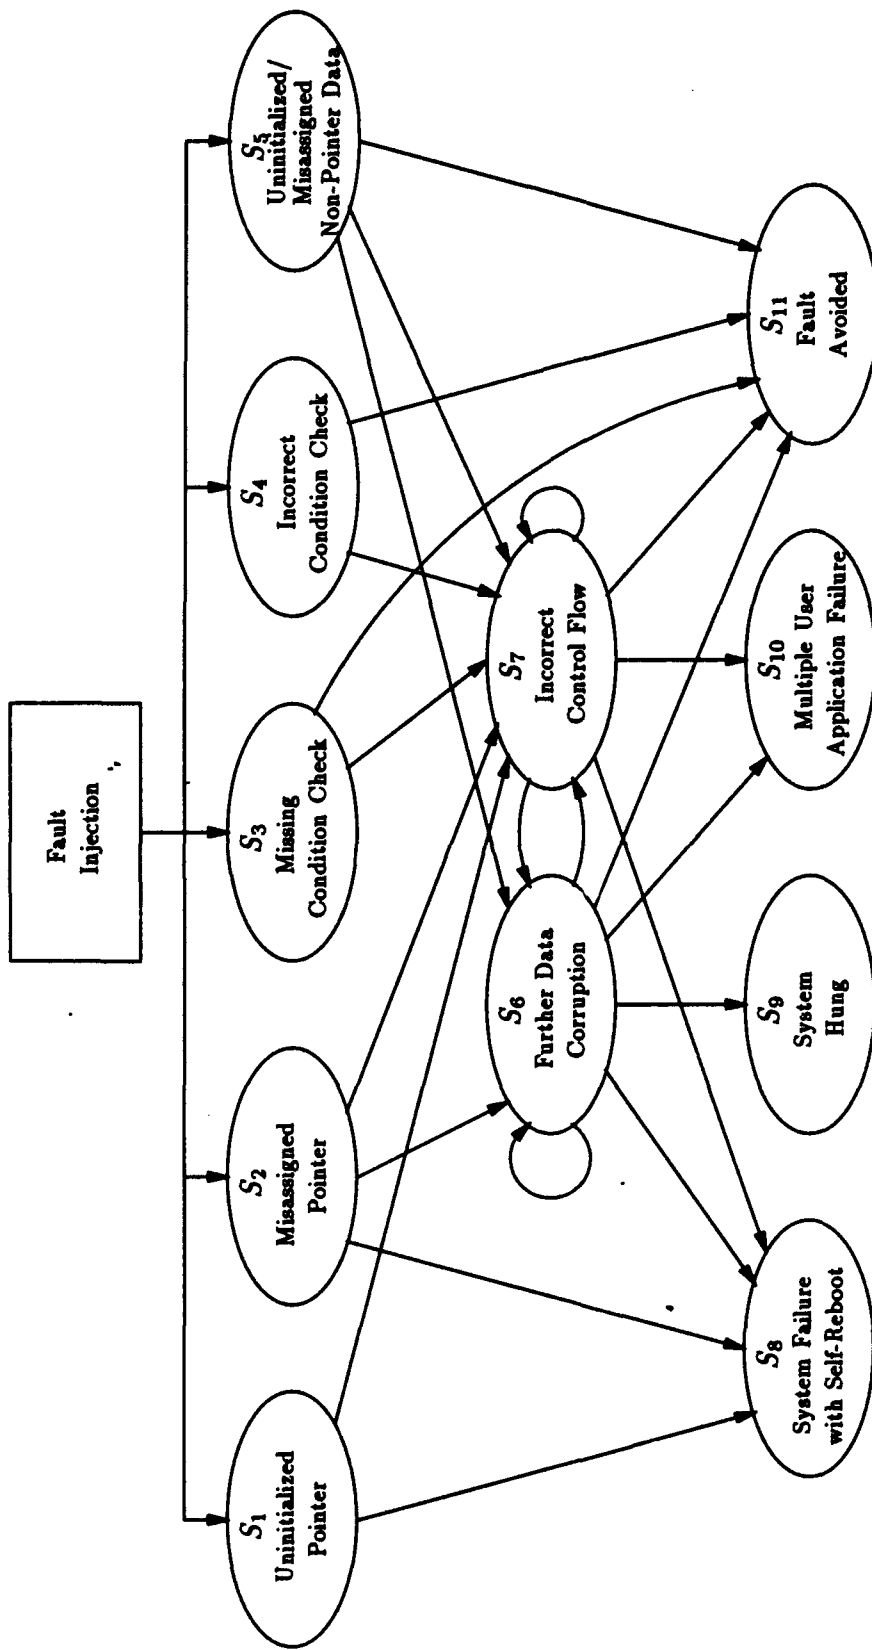 Fault
Injection
S1
Uninitialized
Pointer
S2
Misassigned
Pointer
S3
Missing
Condition Check
S4
Incorrect
Condition Check
S5
Uninitialized/
Misassigned
Non-Pointer Data
S6
Further Data
Corruption
S7
Incorrect
Control Flow
S8
System Failure
with Self-Reboot
S9
System
Hung
S10
Multiple User
Application Failure
S11
Fault
Avoided